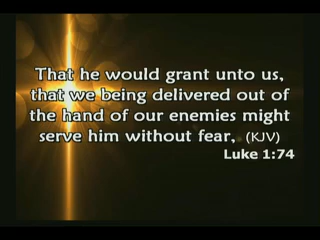 That he would grant unto us,
that we being delivered out of
the hand of our enemies might
serve him without fear, (KJV)
Luke 1:74